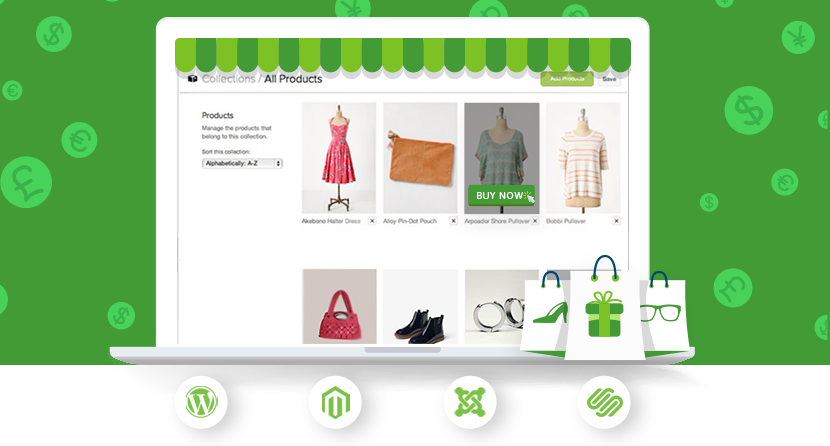 Collections / All Products
Add Products
Save
Products
Manage the products that
belong to this collection.
Sort this collection:
Alphabetically: A-Z
BUY NOW
Akebono Halter Dress
Alloy Pin-Dot Pouch
Arpoador Shore Pullover
Bobbi Pullover